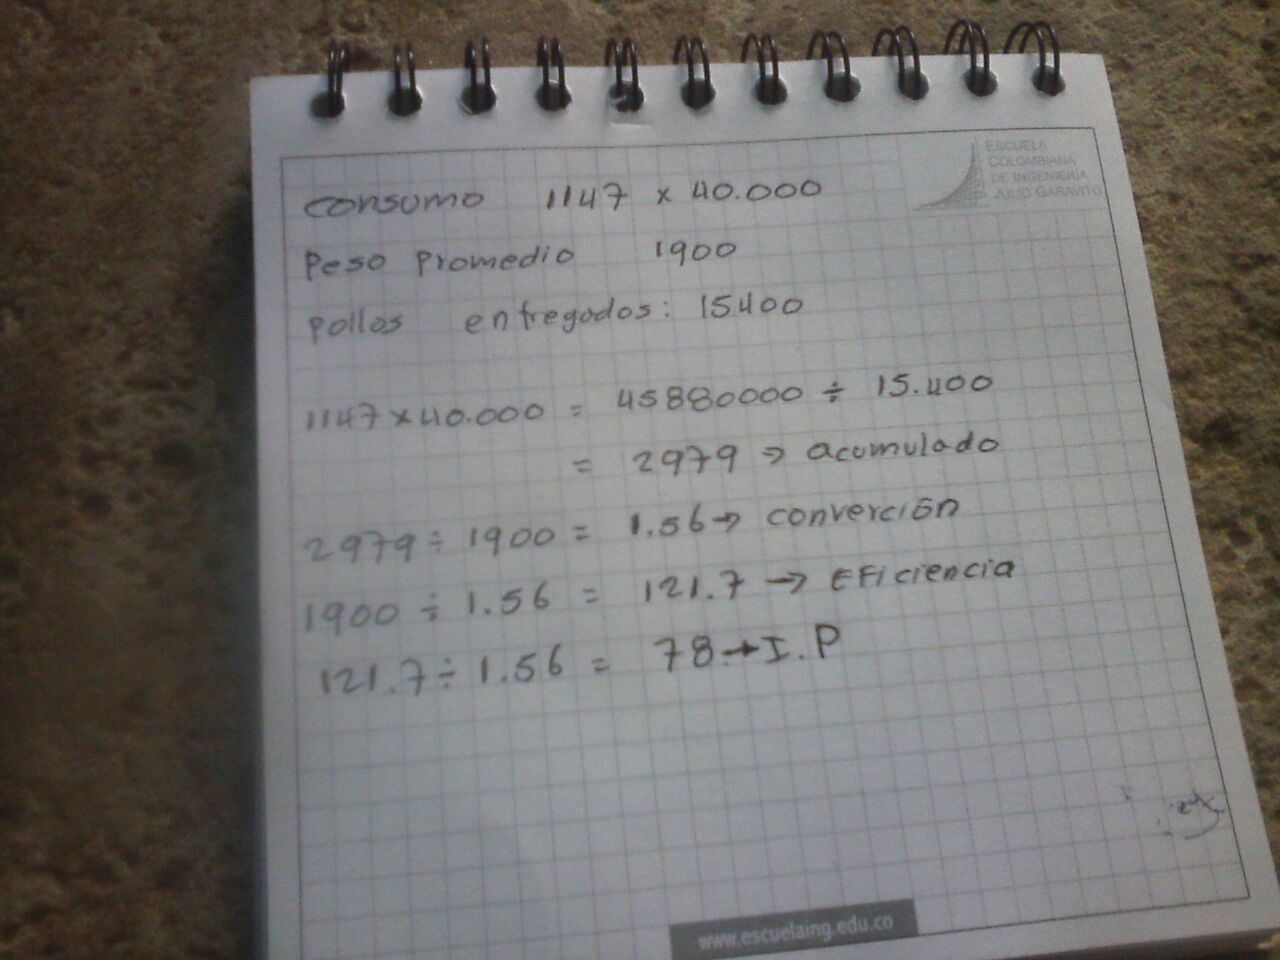 ESCUELA
COLOMBIANA
DE INGENIERÍA
JULIO GARAVITO
consumo 1147 x 40.000
Peso Promedio 1900
pollos entregados: 15.400
1147 x 40.000 = 45880000 ÷ 15.400
= 2979 → acumulado
2979 ÷ 1900 = 1.56 → converción
1900 ÷ 1.56 = 121.7 → Eficiencia
121.7 ÷ 1.56 = 78 → I.P
www.escuelaing.edu.co